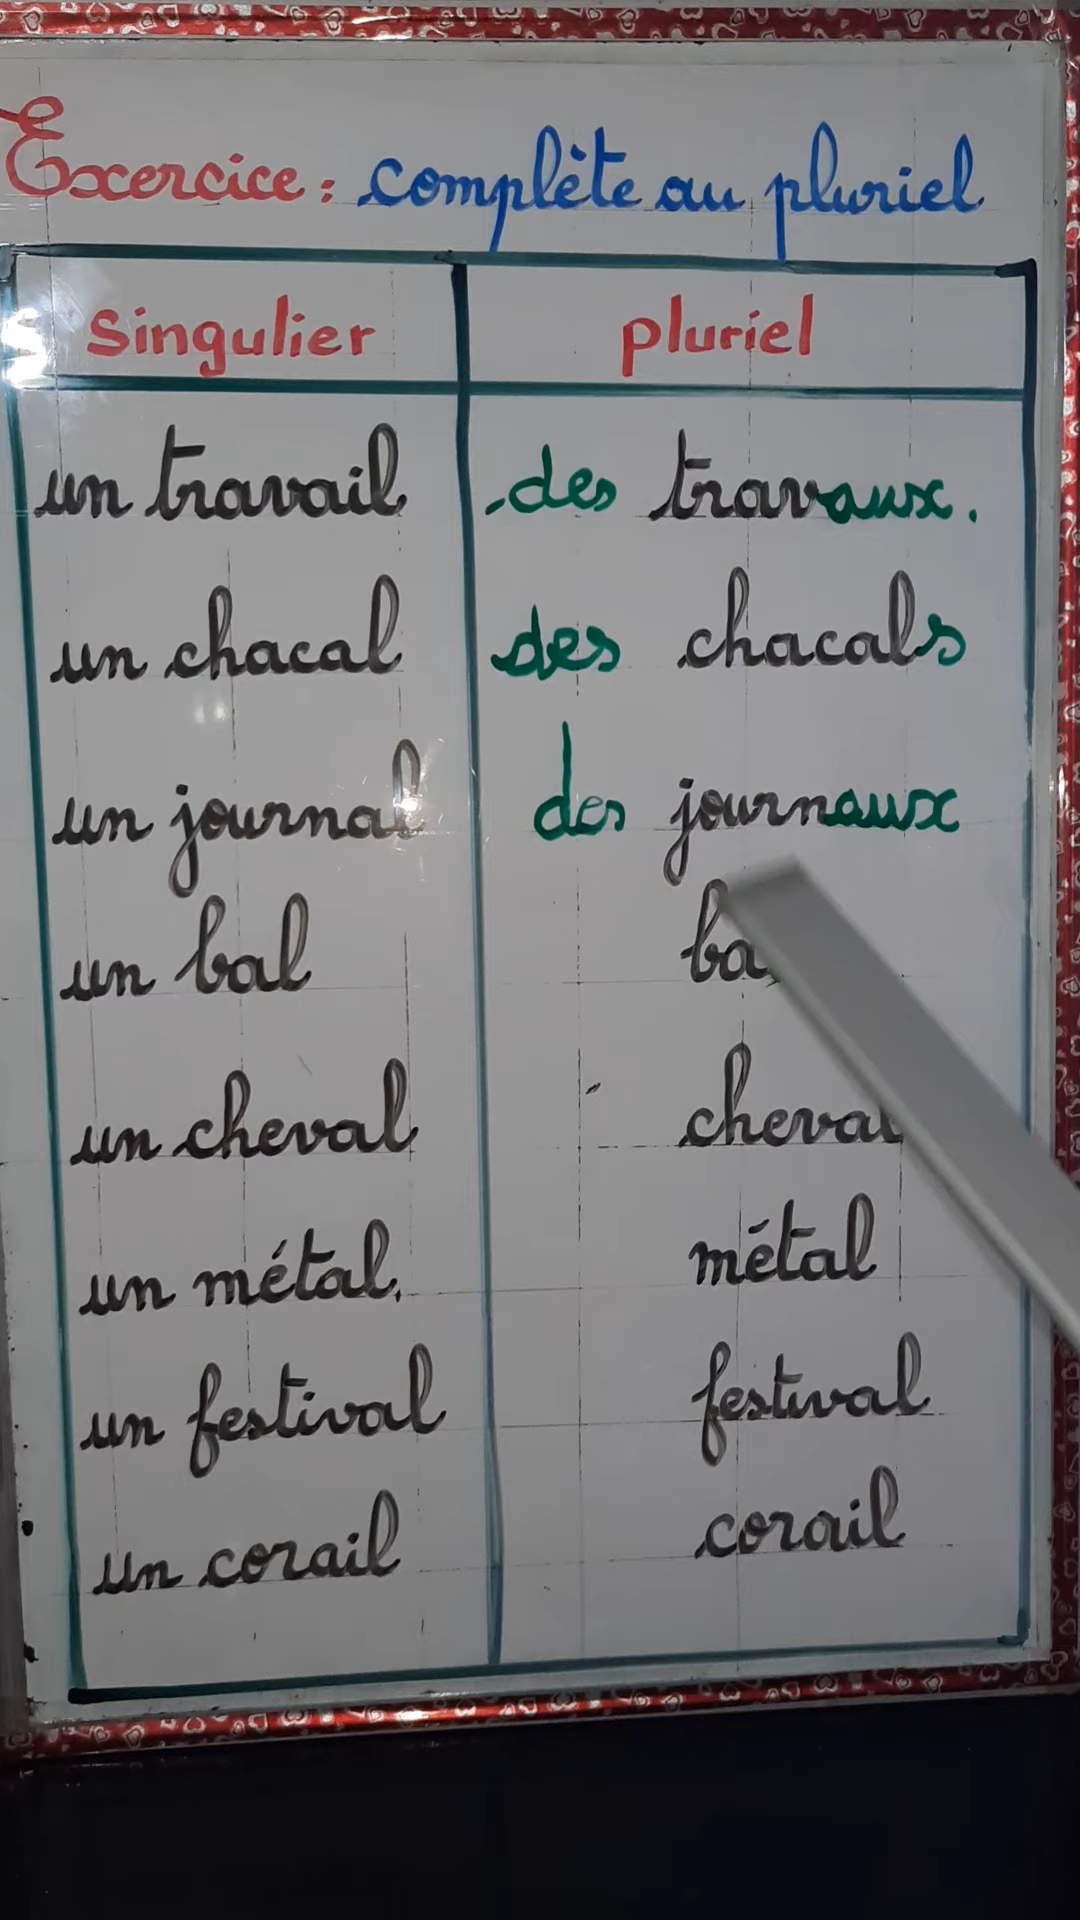 Exercice : complète au pluriel
singulier pluriel
un travail des travaux.
un chacal des chacals
un journal des journaux
un bal
un cheval cheval
un métal. métal
un festival festival
un corail corail